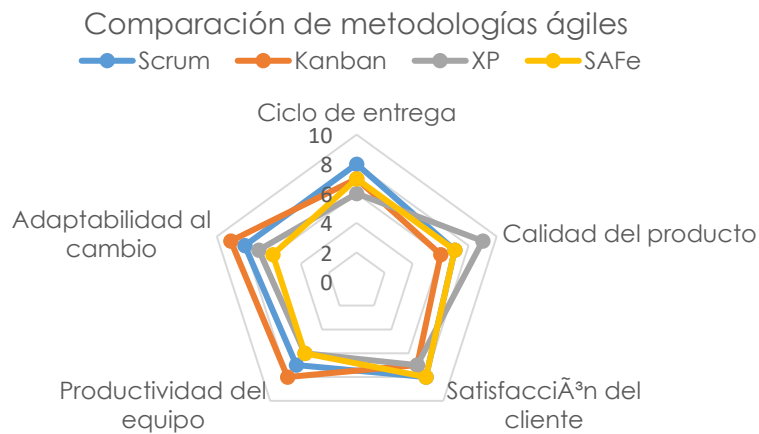 Comparación de metodologías ágiles
Scrum Kanban XP SAFe
Ciclo de entrega
10
8
6
4
2
0
Adaptabilidad al
cambio
Calidad del producto
Productividad del
equipo
SatisfacciÃ³n del
cliente